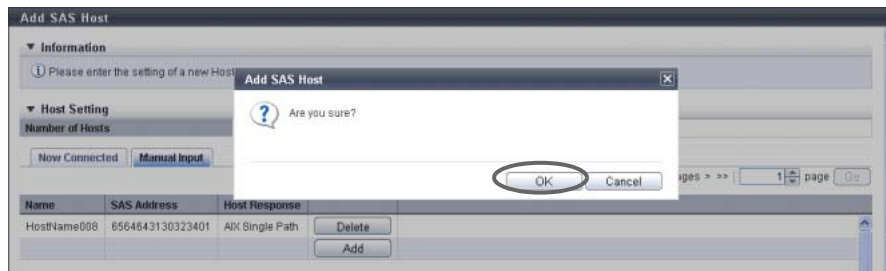 Add SAS Host
Information
Please enter the setting of a new Host
Add SAS Host
Are you sure?
OK Cancel
Host Setting
Number of Hosts
Now Connected Manual Input
ages > >> 1 page Go
Name SAS Address Host Response
HostName008 6564643130323401 AIX Single Path Delete
Add